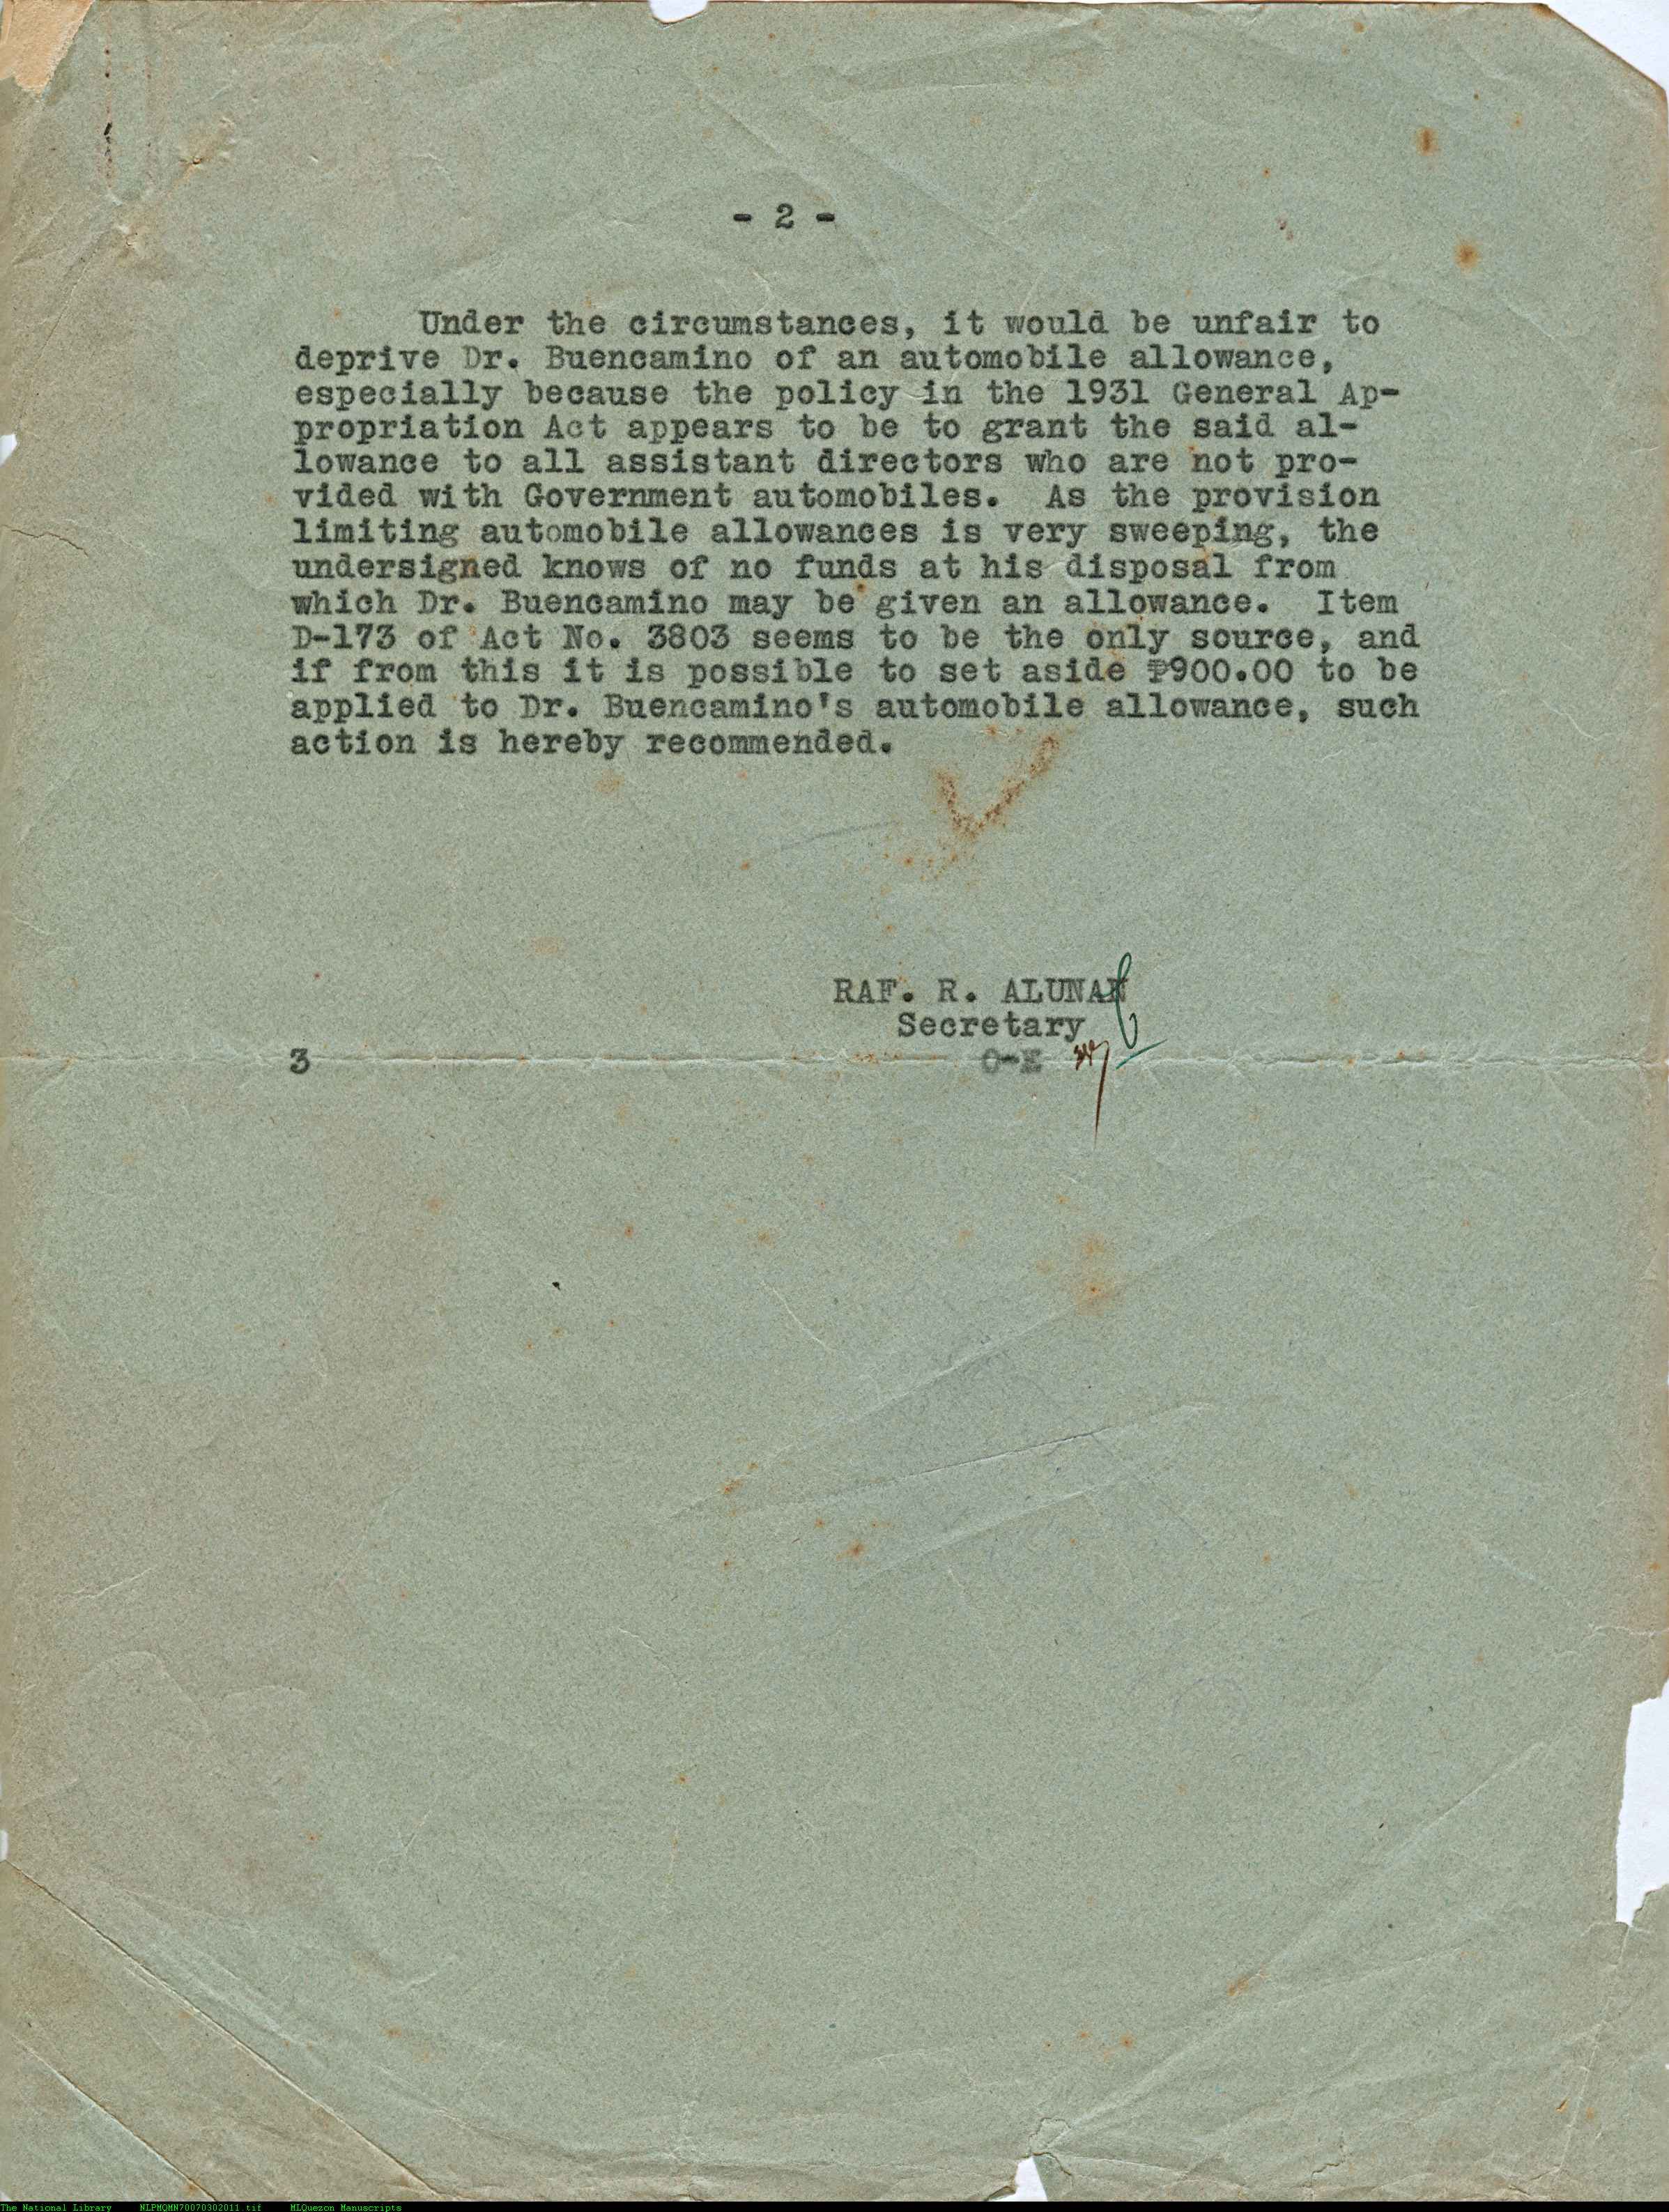 - 2 -
Under the circumstances, it would be unfair to
deprive Dr. Buencamino of an automobile allowance,
especially because the policy in the 1931 General Ap-
propriation Act appears to be to grant the said al-
lowance to all assistant directors who are not pro-
vided with Government automobiles. As the provision
limiting automobile allowances is very sweeping, the
undersigned knows of no funds at his disposal from
which Dr. Buencamino may be given an allowance. Item
D-173 of Act No. 3803 seems to be the only source, and
if from this it is possible to set aside ₱900.00 to be
applied to Dr. Buencamino's automobile allowance, such
action is hereby recommended.
RAF. R. ALUNAN
Secretary
3 O-E
The National Library NLPMQMN70070302011.tif MLQuezon Manuscripts